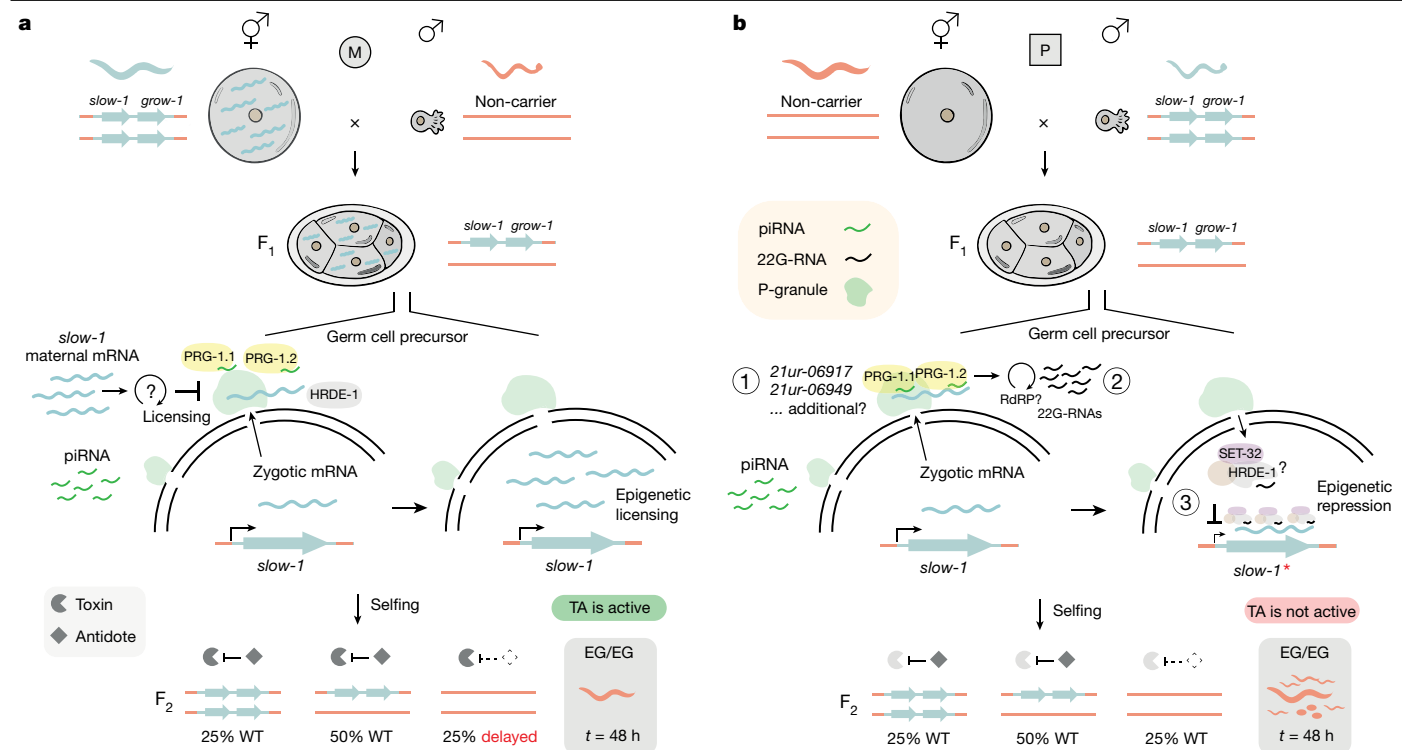 a
M
slow-1 grow-1
Non-carrier
×
F1
slow-1 grow-1
Germ cell precursor
slow-1
maternal mRNA
PRG-1.1
PRG-1.2
?
HRDE-1
Licensing
piRNA
Zygotic mRNA
Epigenetic
licensing
slow-1
slow-1
Toxin
Antidote
Selfing
TA is active
EG/EG
F2
25% WT
50% WT
25% delayed
t = 48 h
b
P
Non-carrier
slow-1 grow-1
×
piRNA
22G-RNA
P-granule
F1
slow-1 grow-1
Germ cell precursor
1
21ur-06917
21ur-06949
... additional?
PRG-1.1
PRG-1.2
RdRP?
22G-RNAs
2
piRNA
Zygotic mRNA
SET-32
HRDE-1?
3
Epigenetic
repression
slow-1
slow-1*
Selfing
TA is not active
EG/EG
F2
25% WT
50% WT
25% WT
t = 48 h